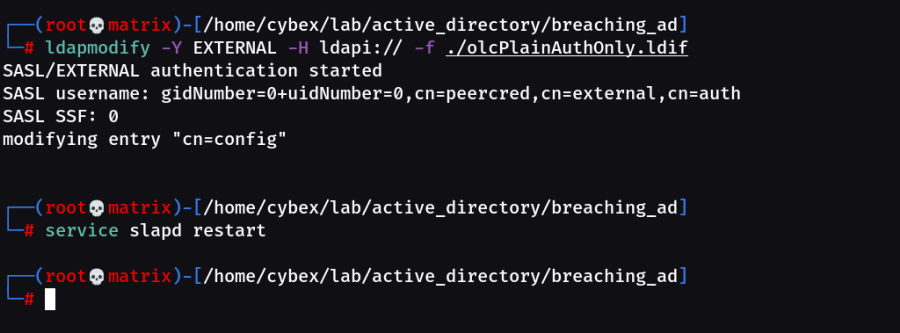 ┌──(root💀matrix)-[/home/cybex/lab/active_directory/breaching_ad]
└─# ldapmodify -Y EXTERNAL -H ldapi:// -f ./olcPlainAuthOnly.ldif
SASL/EXTERNAL authentication started
SASL username: gidNumber=0+uidNumber=0,cn=peercred,cn=external,cn=auth
SASL SSF: 0
modifying entry "cn=config"
┌──(root💀matrix)-[/home/cybex/lab/active_directory/breaching_ad]
└─# service slapd restart
┌──(root💀matrix)-[/home/cybex/lab/active_directory/breaching_ad]
└─#